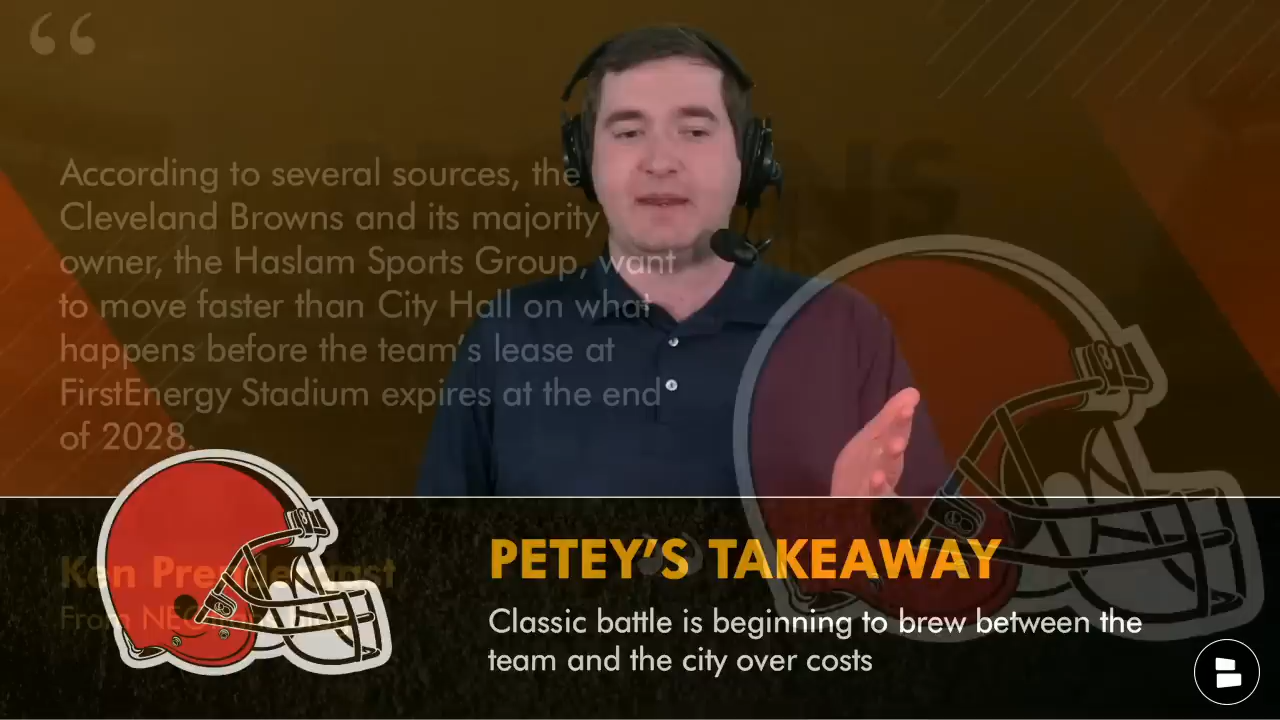 “
According to several sources, the
Cleveland Browns and its majority
owner, the Haslam Sports Group, want
to move faster than City Hall on what
happens before the team's lease at
FirstEnergy Stadium expires at the end
of 2028.
Ken
From
PETEY'S TAKEAWAY
Classic battle is beginning to brew between the
team and the city over costs